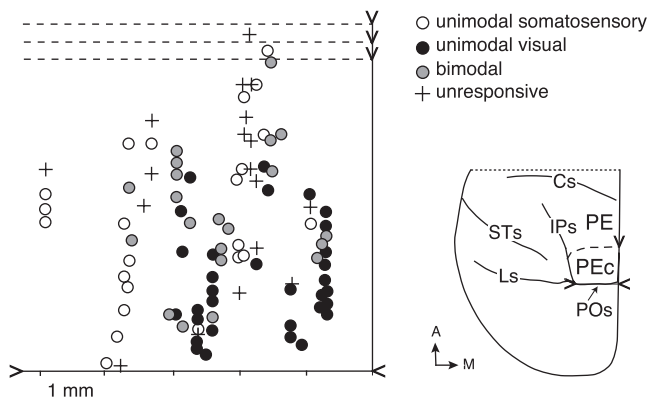 unimodal somatosensory
unimodal visual
bimodal
unresponsive
Cs
STs
IPs
PE
Ls
PEc
POs
A
M
1 mm